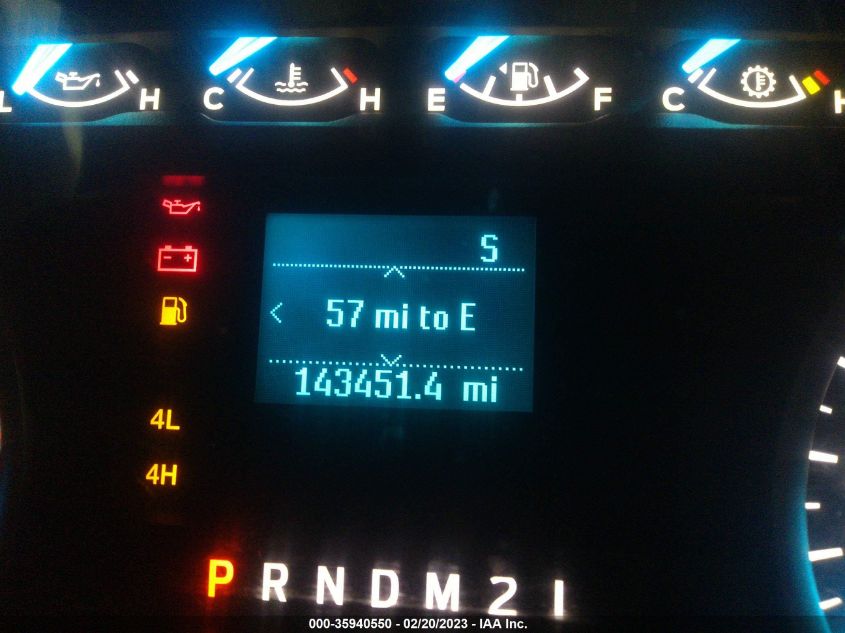 L H C H E F C H
S
57 mi to E
143451.4 mi
4L
4H
P R N D M 2 1
000-35940550 - 02/20/2023 - IAA Inc.